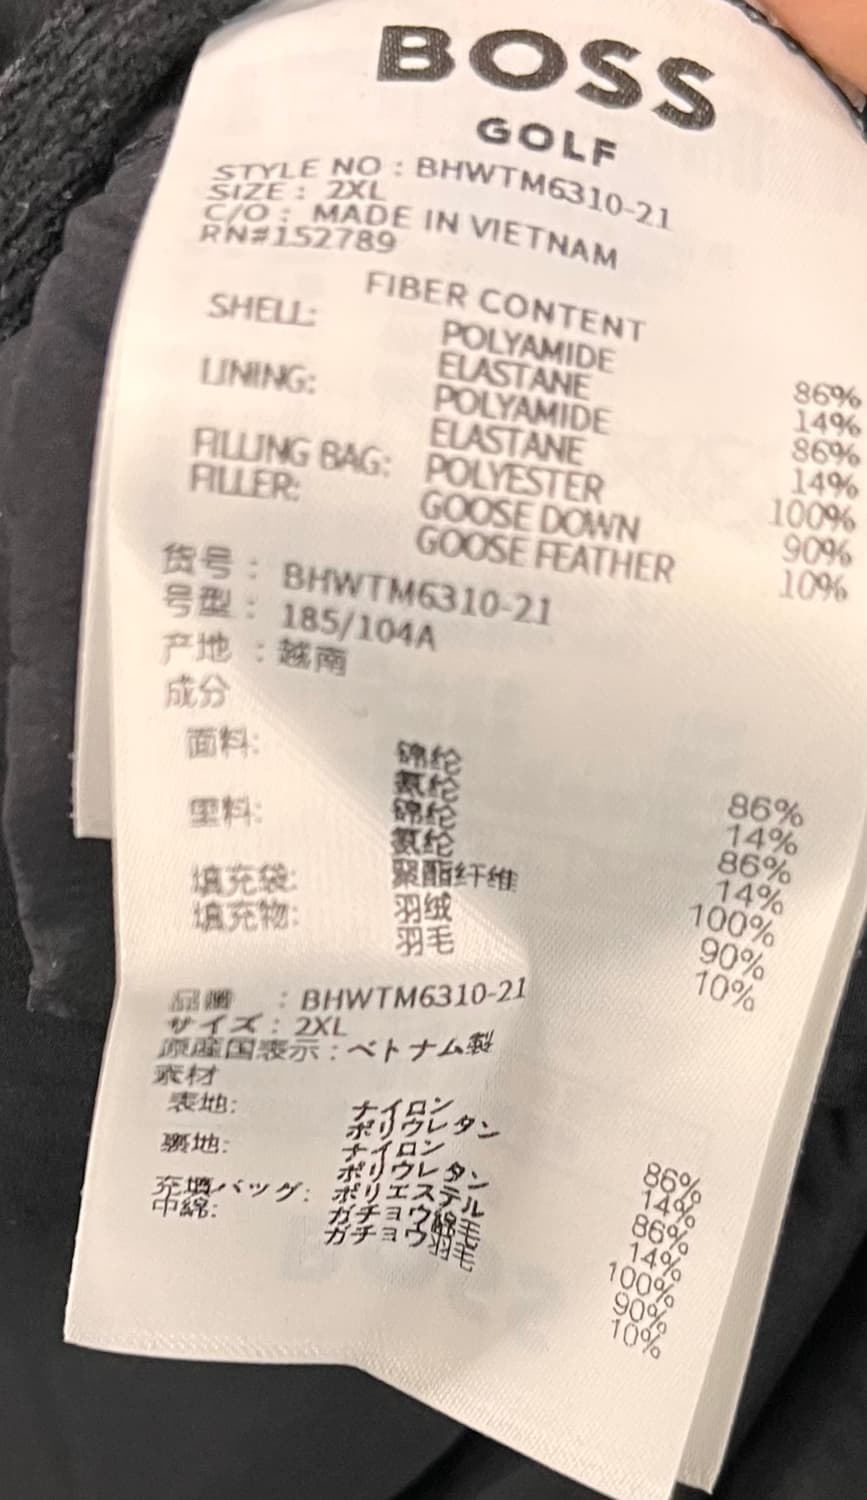 BOSS
GOLF
STYLE NO : BHWTM6310-21
SIZE : 2XL
C/O : MADE IN VIETNAM
RN#152789
FIBER CONTENT
SHELL: POLYAMIDE 86%
ELASTANE 14%
LINING: POLYAMIDE 86%
ELASTANE 14%
FILLING BAG: POLYESTER 100%
FILLER: GOOSE DOWN 90%
GOOSE FEATHER 10%
货号 : BHWTM6310-21
号型 : 185/104A
产地 : 越南
成分
面料: 锦纶 86%
氨纶 14%
里料: 锦纶 86%
氨纶 14%
填充袋: 聚酯纤维 100%
填充物: 羽绒 90%
羽毛 10%
品番 : BHWTM6310-21
サイズ : 2XL
原産国表示 : ベトナム製
素材
表地: ナイロン 86%
ポリウレタン 14%
裏地: ナイロン 86%
ポリウレタン 14%
充填バッグ: ポリエステル 100%
中綿: ガチョウ綿毛 90%
ガチョウ羽毛 10%